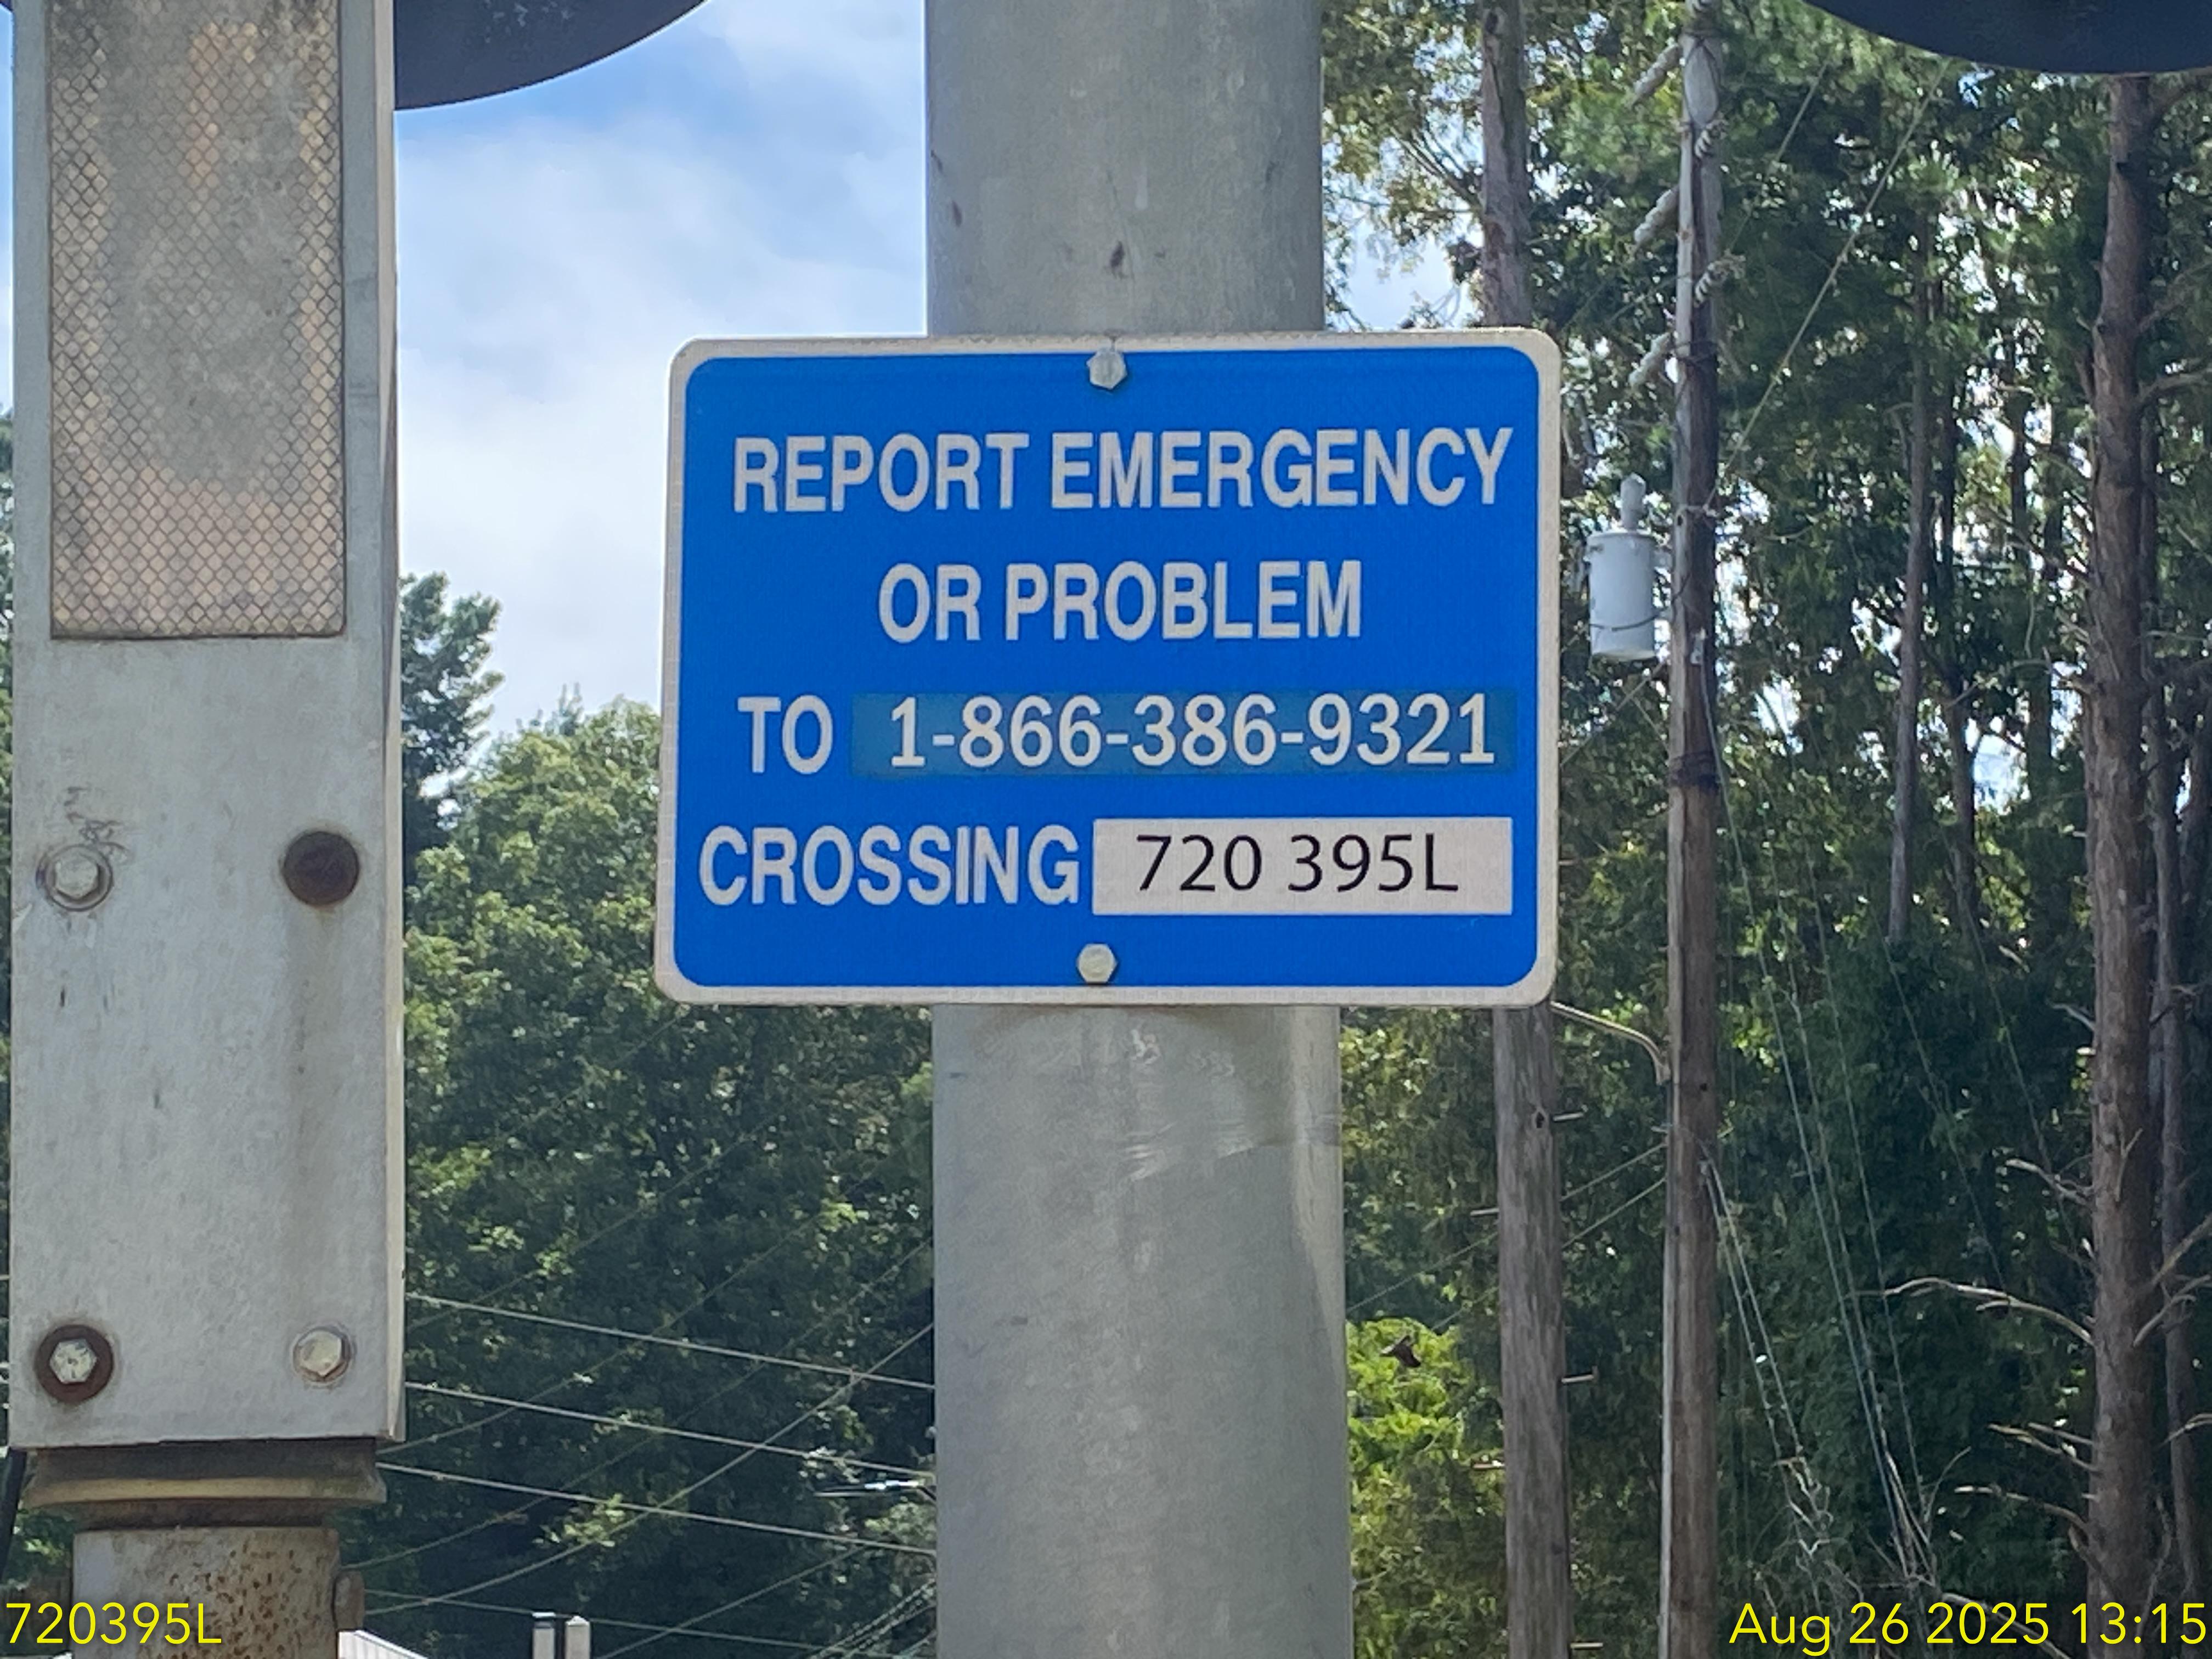 REPORT EMERGENCY
OR PROBLEM
TO 1-866-386-9321
CROSSING 720 395L
720395L
Aug 26 2025 13:15